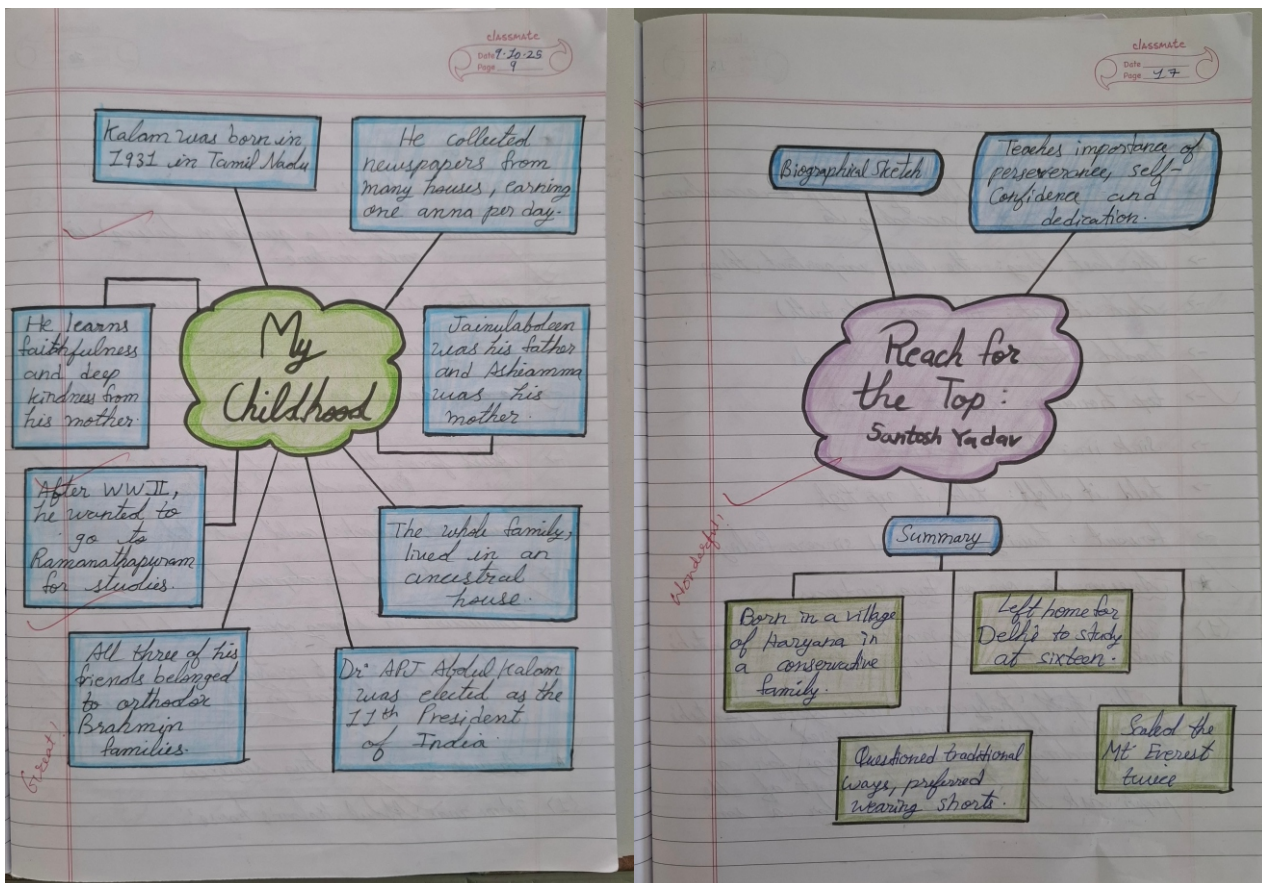 classmate
Date 9.10.25
Page 9
Kalam was born in
1931 in Tamil Nadu
He collected
newspapers from
many houses, earning
one anna per day.
My
Childhood
He learns
faithfulness
and deep
kindness from
his mother.
Jainulabdeen
was his father
and Ashiamma
was his
mother.
After WW II,
he wanted to
go to
Ramanathapuram
for studies.
The whole family,
lived in an
ancestral
house.
All three of his
friends belonged
to orthodox
Brahmin
families.
Dr. APJ Abdul Kalam
was elected as the
11th President
of India
Great!
classmate
Date
Page 17
Biographical Sketch
Teaches importance of
perseverance, self-
Confidence and
dedication.
Reach for
the Top:
Santosh Yadav
Wonderful!
Summary
Born in a village
of Haryana in
a conservative
family.
Left home for
Delhi to study
at sixteen.
Questioned traditional
ways, preferred
wearing shorts.
Scaled the
Mt Everest
twice